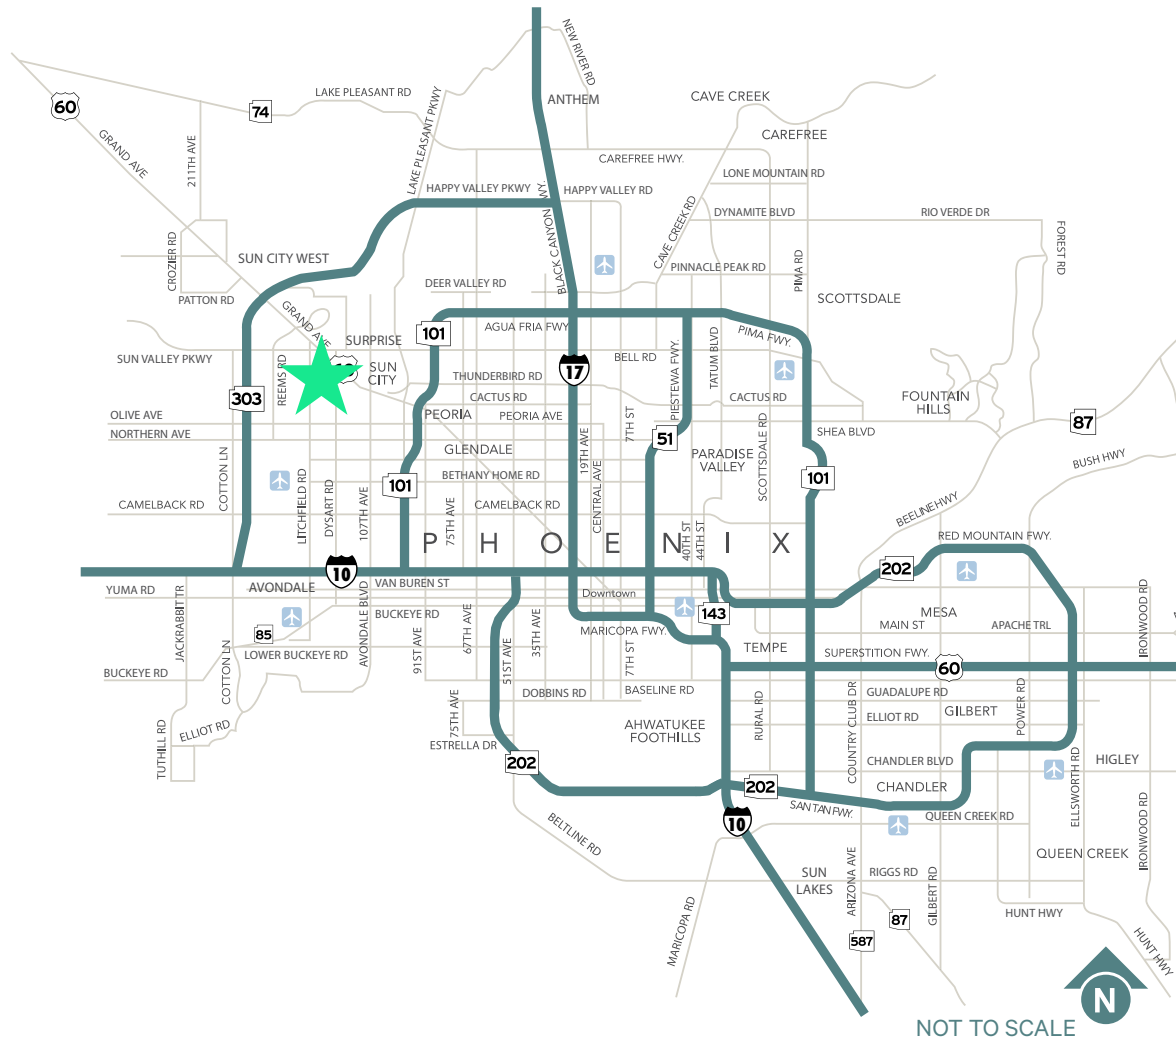 NEW RIVER RD
ANTHEM
CAVE CREEK
60
74
LAKE PLEASANT RD
LAKE PLEASANT PKWY
CAREFREE
GRAND AVE
211TH AVE
CAREFREE HWY.
LONE MOUNTAIN RD
HAPPY VALLEY PKWY
HAPPY VALLEY RD
DYNAMITE BLVD
RIO VERDE DR
FOREST RD
CROZIER RD
SUN CITY WEST
BLACK CANYON HWY.
CAVE CREEK RD
PINNACLE PEAK RD
PIMA RD
PATTON RD
DEER VALLEY RD
SCOTTSDALE
GRAND AVE
SURPRISE
101
AGUA FRIA FWY.
PIMA FWY.
SUN VALLEY PKWY
REEMS RD
SUN
CITY
BELL RD
PIESTEWA FWY.
TATUM BLVD
17
THUNDERBIRD RD
303
CACTUS RD
CACTUS RD
FOUNTAIN
HILLS
OLIVE AVE
PEORIA
PEORIA AVE
7TH ST
87
NORTHERN AVE
51
SHEA BLVD
GLENDALE
19TH AVE
PARADISE
VALLEY
SCOTTSDALE RD
BUSH HWY
COTTON LN
LITCHFIELD RD
DYSART RD
107TH AVE
101
BETHANY HOME RD
CENTRAL AVE
101
CAMELBACK RD
75TH AVE
CAMELBACK RD
40TH ST
44TH ST
BEELINE HWY
PHOENIX
RED MOUNTAIN FWY.
10
202
YUMA RD
AVONDALE
VAN BUREN ST
Downtown
JACKRABBIT TR
AVONDALE BLVD
BUCKEYE RD
143
MESA
IRONWOOD RD
85
67TH AVE
35TH AVE
MARICOPA FWY.
MAIN ST
APACHE TRL
LOWER BUCKEYE RD
91ST AVE
51ST AVE
7TH ST
TEMPE
SUPERSTITION FWY.
60
BUCKEYE RD
COTTON LN
DOBBINS RD
BASELINE RD
GUADALUPE RD
POWER RD
75TH AVE
RURAL RD
COUNTRY CLUB DR
ELLIOT RD
GILBERT
TUTHILL RD
ELLIOT RD
ESTRELLA DR
AHWATUKEE
FOOTHILLS
202
CHANDLER BLVD
ELLSWORTH RD
HIGLEY
202
CHANDLER
SAN TAN FWY.
10
QUEEN CREEK RD
IRONWOOD RD
BELTLINE RD
QUEEN CREEK
SUN
LAKES
ARIZONA AVE
RIGGS RD
GILBERT RD
MARICOPA RD
87
HUNT HWY
587
HUNT HWY
N
NOT TO SCALE